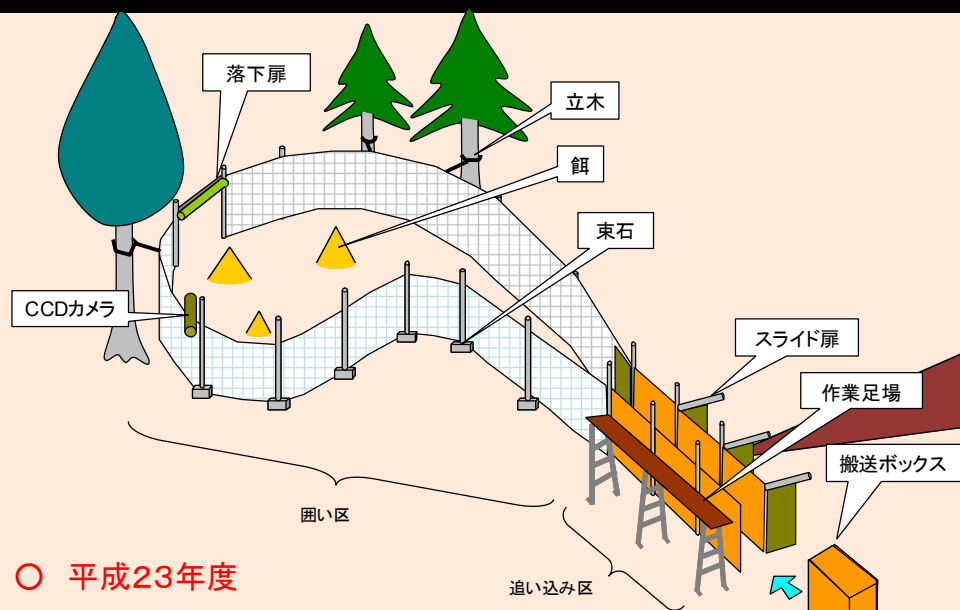 落下扉
立木
餌
束石
CCDカメラ
スライド扉
作業足場
搬送ボックス
囲い区
追い込み区
○ 平成23年度